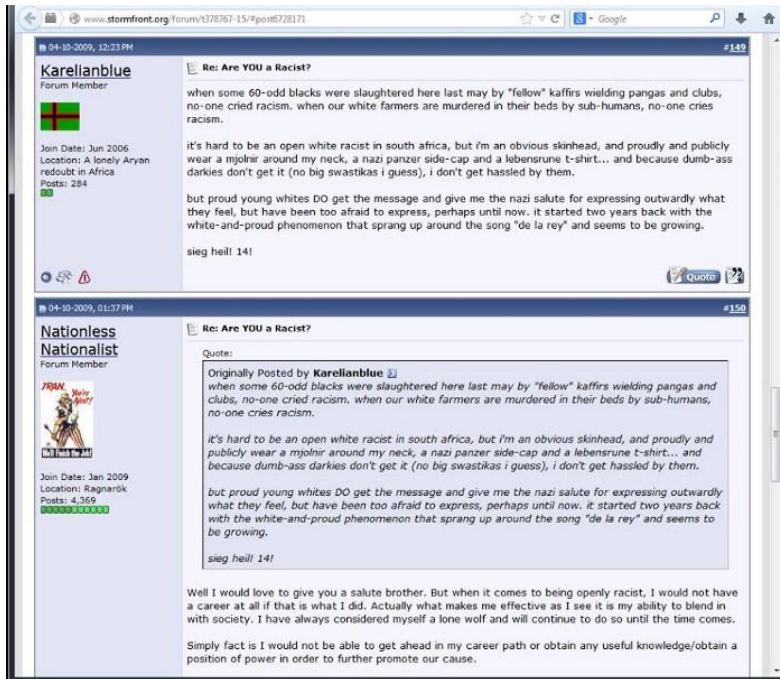 www.stormfront.org/forum/t378767-15/#post6728171
Google
04-10-2009, 12:23 PM
#149
Karelianblue
Forum Member
Join Date: Jun 2006
Location: A lonely Aryan
redoubt in Africa
Posts: 284
Re: Are YOU a Racist?
when some 60-odd blacks were slaughtered here last may by "fellow" kaffirs wielding pangas and clubs,
no-one cried racism. when our white farmers are murdered in their beds by sub-humans, no-one cries
racism.
it's hard to be an open white racist in south africa, but i'm an obvious skinhead, and proudly and publicly
wear a mjolnir around my neck, a nazi panzer side-cap and a lebensrune t-shirt... and because dumb-ass
darkies don't get it (no big swastikas i guess), i don't get hassled by them.
but proud young whites DO get the message and give me the nazi salute for expressing outwardly what
they feel, but have been too afraid to express, perhaps until now. it started two years back with the
white-and-proud phenomenon that sprang up around the song "de la rey" and seems to be growing.
sieg heil! 14!
Quote
04-10-2009, 01:37 PM
#150
Nationless
Nationalist
Forum Member
IRAN
You're
Next!
We'll Finish the Job!
Join Date: Jan 2009
Location: Ragnarök
Posts: 4,369
Re: Are YOU a Racist?
Quote:
Originally Posted by Karelianblue
when some 60-odd blacks were slaughtered here last may by "fellow" kaffirs wielding pangas and
clubs, no-one cried racism. when our white farmers are murdered in their beds by sub-humans,
no-one cries racism.
it's hard to be an open white racist in south africa, but i'm an obvious skinhead, and proudly and
publicly wear a mjolnir around my neck, a nazi panzer side-cap and a lebensrune t-shirt... and
because dumb-ass darkies don't get it (no big swastikas i guess), i don't get hassled by them.
but proud young whites DO get the message and give me the nazi salute for expressing outwardly
what they feel, but have been too afraid to express, perhaps until now. it started two years back
with the white-and-proud phenomenon that sprang up around the song "de la rey" and seems to
be growing.
sieg heil! 14!
Well I would love to give you a salute brother. But when it comes to being openly racist, I would not have
a career at all if that is what I did. Actually what makes me effective as I see it is my ability to blend in
with society. I have always considered myself a lone wolf and will continue to do so until the time comes.
Simply fact is I would not be able to get ahead in my career path or obtain any useful knowledge/obtain a
position of power in order to further promote our cause.